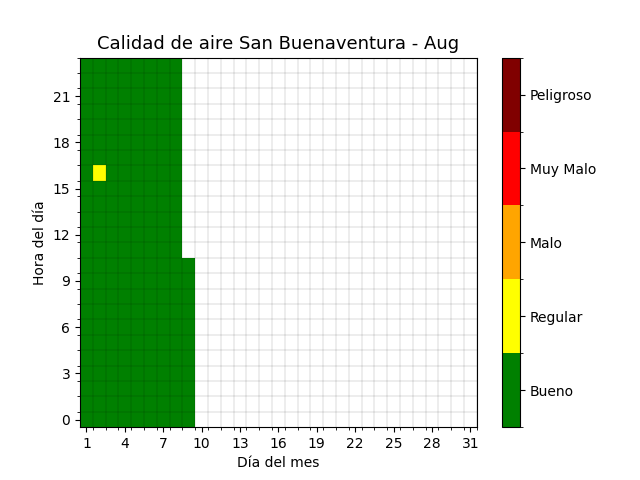 Calidad de aire San Buenaventura - Aug
Hora del día
21
18
15
12
9
6
3
0
1 4 7 10 13 16 19 22 25 28 31
Día del mes
Peligroso
Muy Malo
Malo
Regular
Bueno